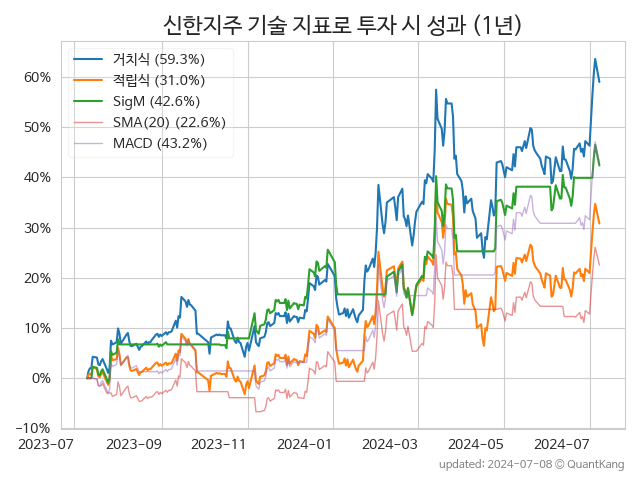 신한지주 기술 지표로 투자 시 성과 (1년)
거치식 (59.3%)
적립식 (31.0%)
SigM (42.6%)
SMA(20) (22.6%)
MACD (43.2%)
60%
50%
40%
30%
20%
10%
0%
−10%
2023-07 2023-09 2023-11 2024-01 2024-03 2024-05 2024-07
updated: 2024-07-08 © QuantKang